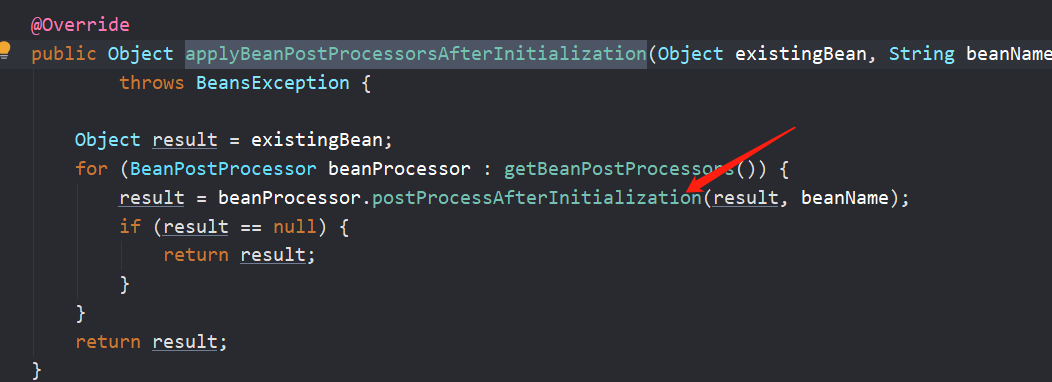 @Override
public Object applyBeanPostProcessorsAfterInitialization(Object existingBean, String beanName
throws BeansException {
Object result = existingBean;
for (BeanPostProcessor beanProcessor : getBeanPostProcessors()) {
result = beanProcessor.postProcessAfterInitialization(result, beanName);
if (result == null) {
return result;
}
}
return result;
}